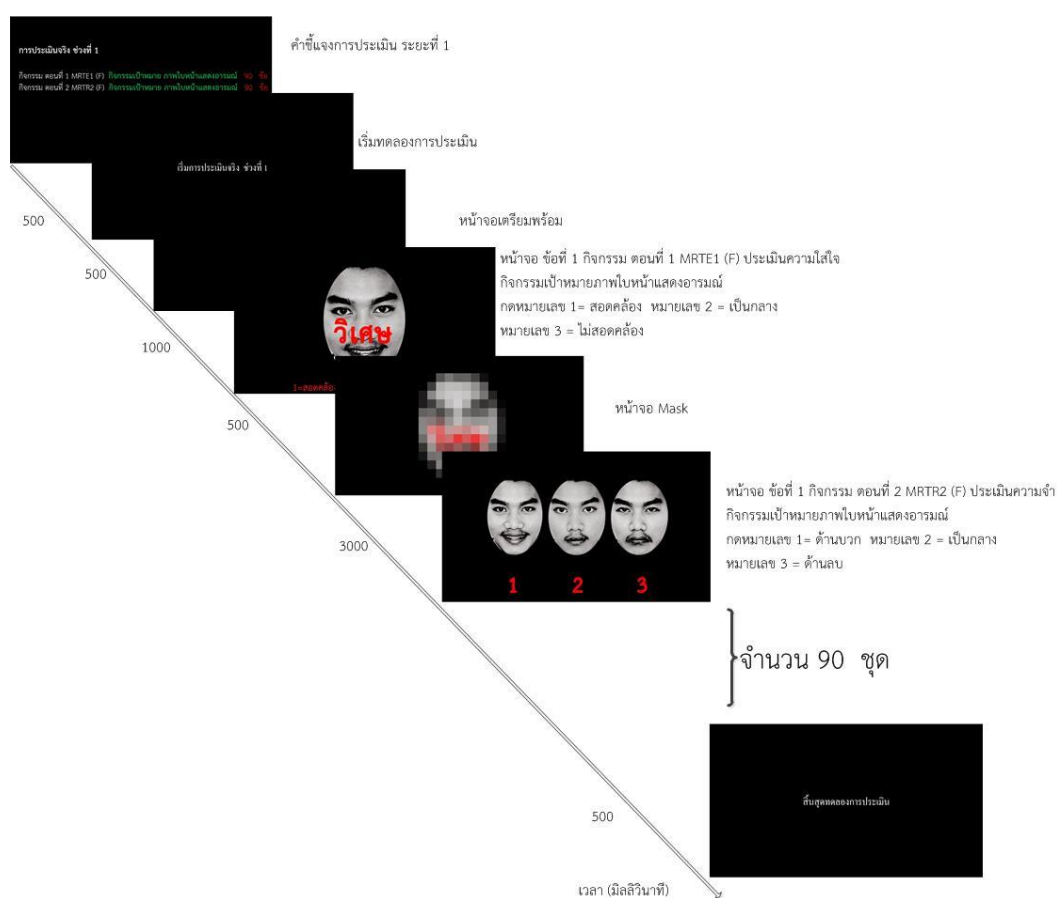 การประเมินจริง ช่วงที่ 1
คำชี้แจงการประเมิน ระยะที่ 1
กิจกรรม ตอนที่ 1 MRTE1 (F) กิจกรรมเป้าหมาย ภาพใบหน้าแสดงอารมณ์ 90 ข้อ
กิจกรรม ตอนที่ 2 MRTR2 (F) กิจกรรมเป้าหมาย ภาพใบหน้าแสดงอารมณ์ 90 ข้อ
เริ่มทดลองการประเมิน
เริ่มการประเมินจริง ช่วงที่ 1
500
หน้าจอเตรียมพร้อม
500
หน้าจอ ข้อที่ 1 กิจกรรม ตอนที่ 1 MRTE1 (F) ประเมินความใส่ใจ
กิจกรรมเป้าหมายภาพใบหน้าแสดงอารมณ์
กดหมายเลข 1= สอดคล้อง หมายเลข 2 = เป็นกลาง
หมายเลข 3 = ไม่สอดคล้อง
วิเศษ
1000
1=สอดคล้อ
500
หน้าจอ Mask
หน้าจอ ข้อที่ 1 กิจกรรม ตอนที่ 2 MRTR2 (F) ประเมินความจำ
กิจกรรมเป้าหมายภาพใบหน้าแสดงอารมณ์
กดหมายเลข 1= ด้านบวก หมายเลข 2 = เป็นกลาง
หมายเลข 3 = ด้านลบ
3000
1 2 3
จำนวน 90 ชุด
สิ้นสุดทดลองการประเมิน
500
เวลา (มิลลิวินาที)